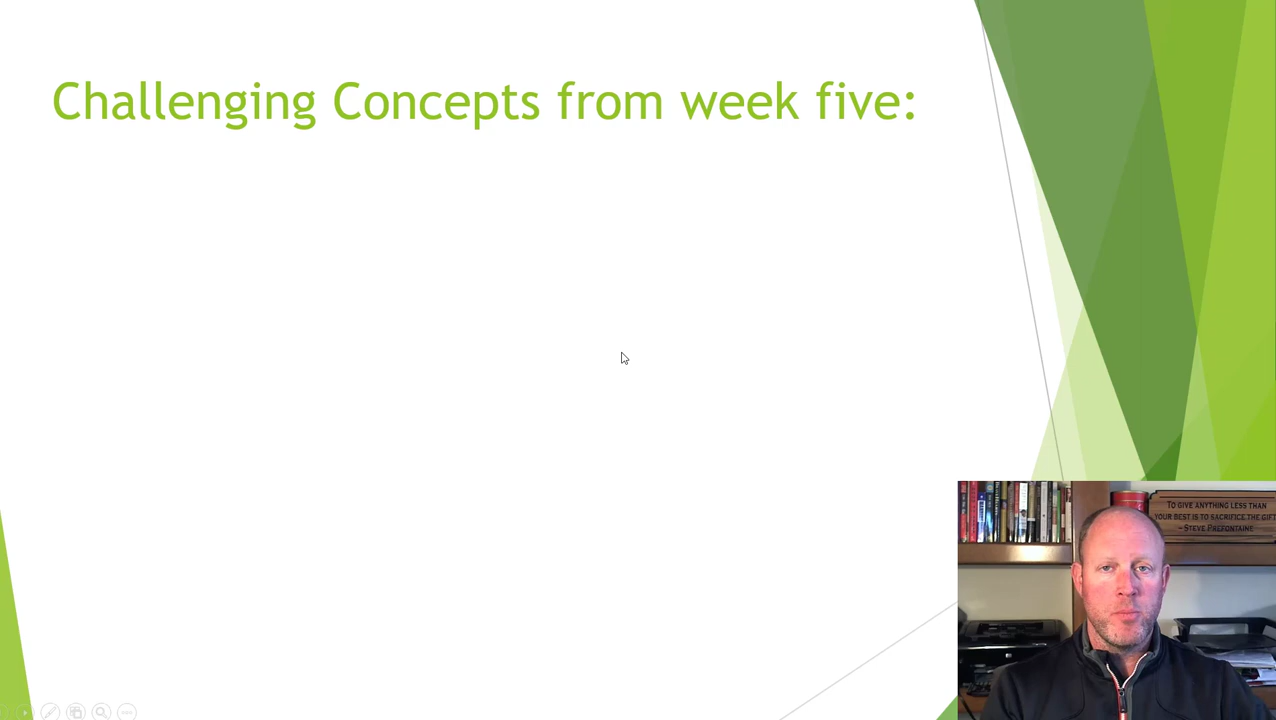 Challenging Concepts from week five:
TO GIVE ANYTHING LESS THAN
YOUR BEST IS TO SACRIFICE THE GIFT
~ STEVE PREFONTAINE